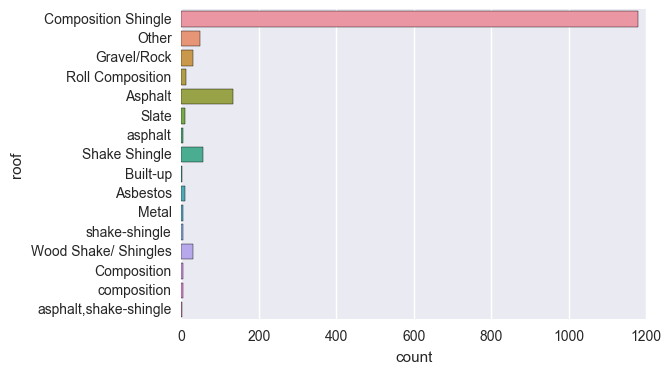 Composition Shingle
Other
Gravel/Rock
Roll Composition
Asphalt
Slate
asphalt
Shake Shingle
Built-up
Asbestos
Metal
shake-shingle
Wood Shake/ Shingles
Composition
composition
asphalt,shake-shingle
roof
0 200 400 600 800 1000 1200
count